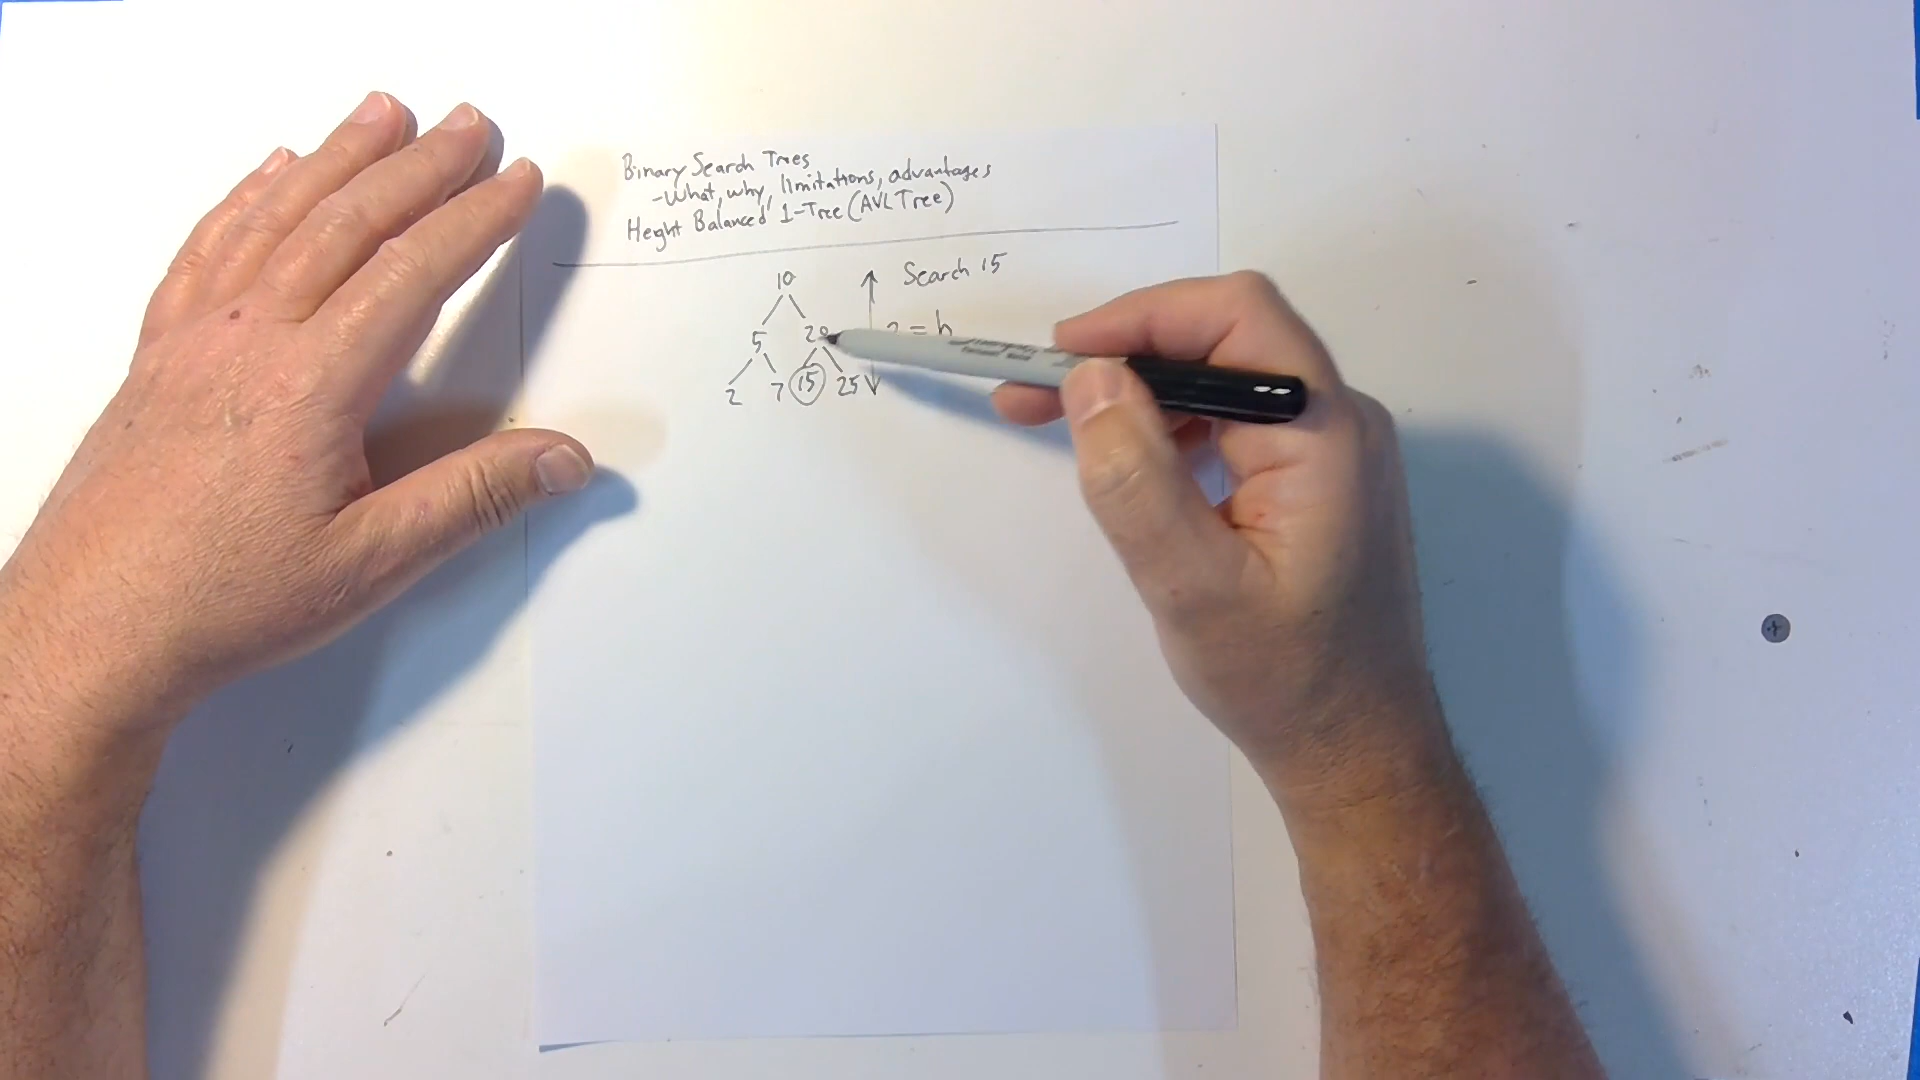 Binary Search Trees
-What, why, limitations, advantages
Height Balanced 1-Tree (AVL Tree)
10
Search 15
5 20
= h
2 7 15 25